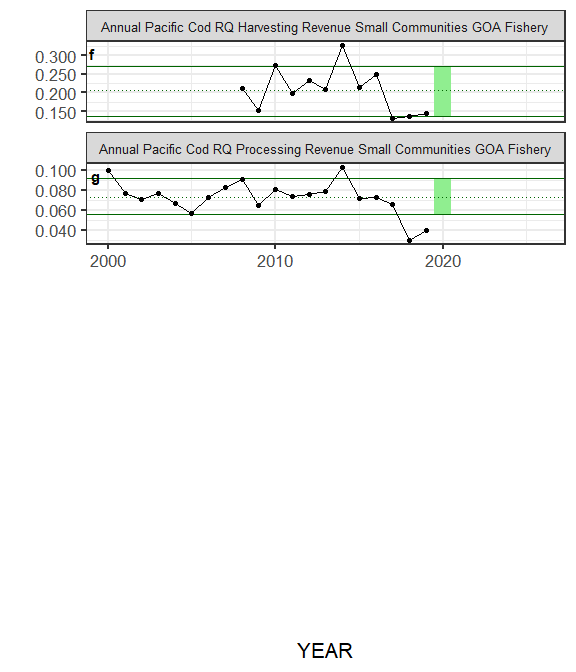 Annual Pacific Cod RQ Harvesting Revenue Small Communities GOA Fishery
f
0.300
0.250
0.200
0.150
Annual Pacific Cod RQ Processing Revenue Small Communities GOA Fishery
g
0.100
0.080
0.060
0.040
2000 2010 2020
YEAR